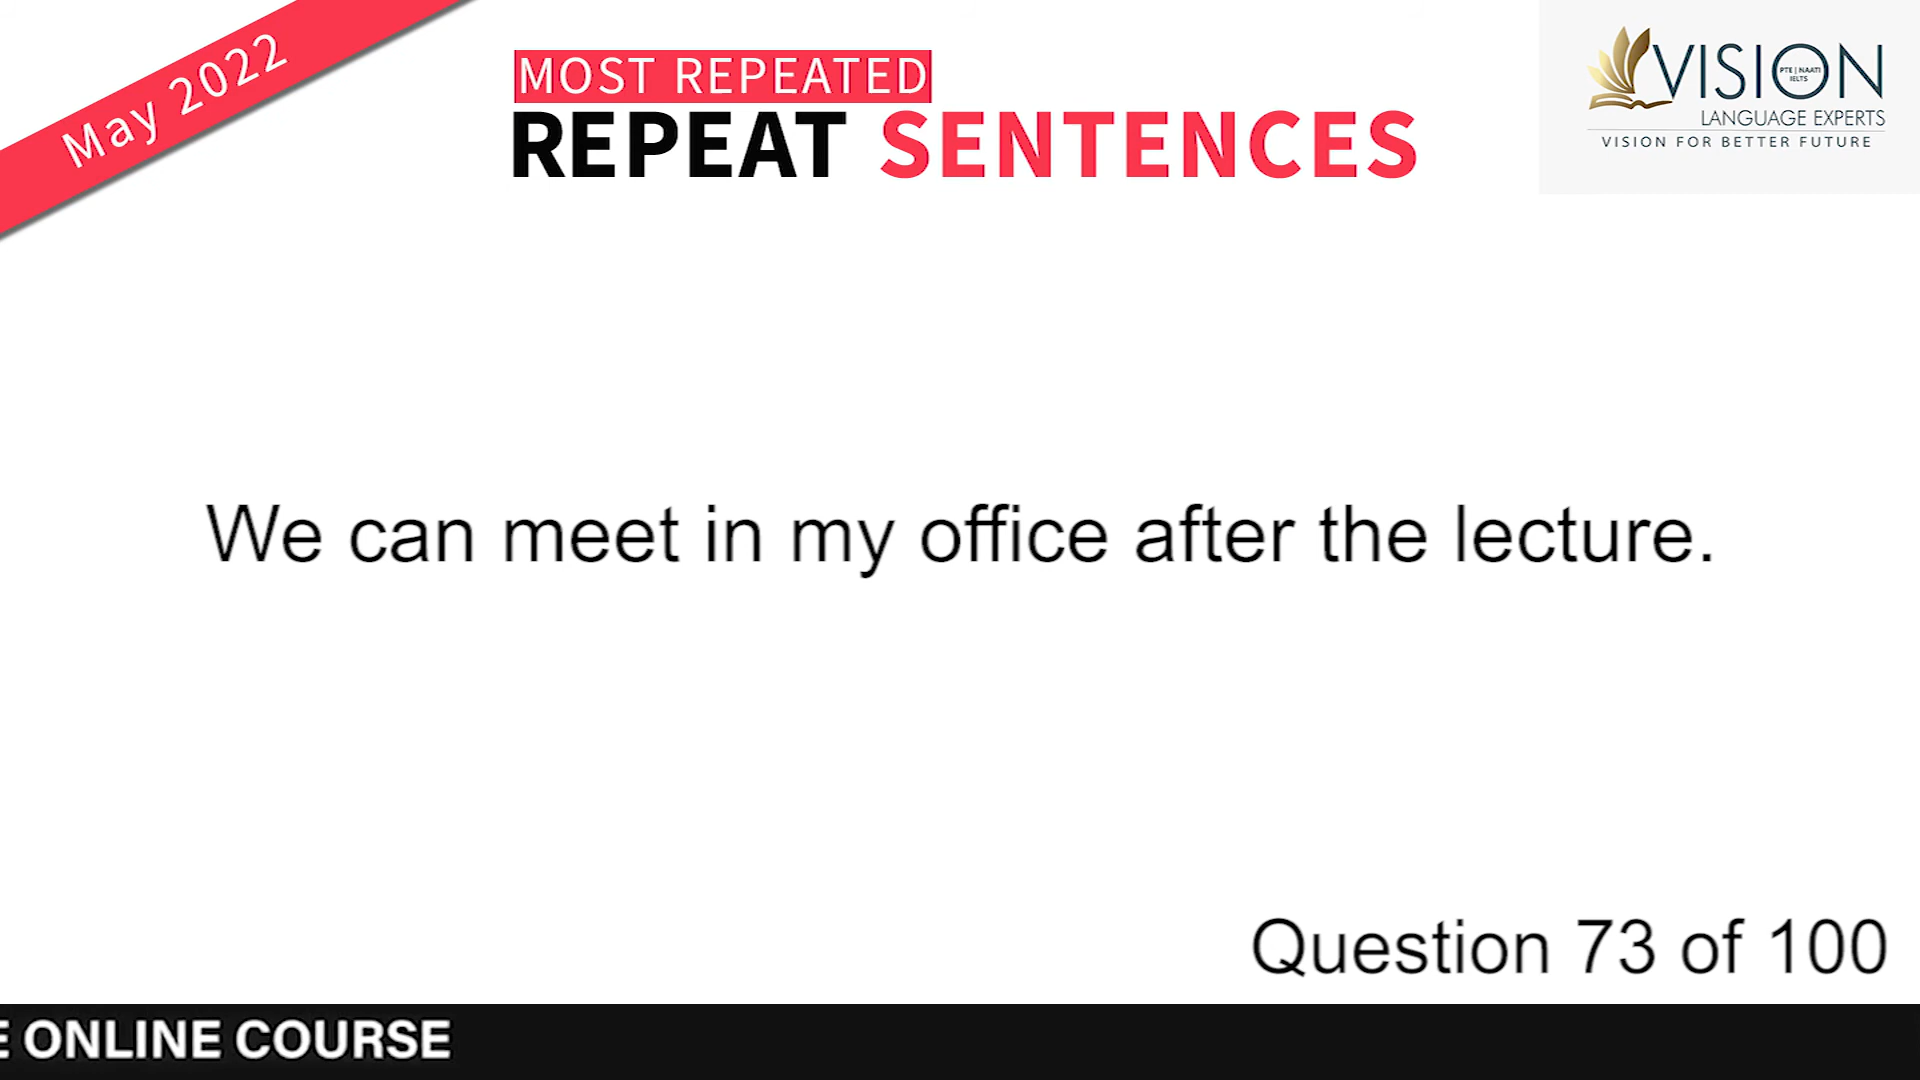 May 2022
MOST REPEATED
REPEAT SENTENCES
VISION
PTE | NAATI
IELTS
LANGUAGE EXPERTS
VISION FOR BETTER FUTURE
We can meet in my office after the lecture.
Question 73 of 100
E ONLINE COURSE